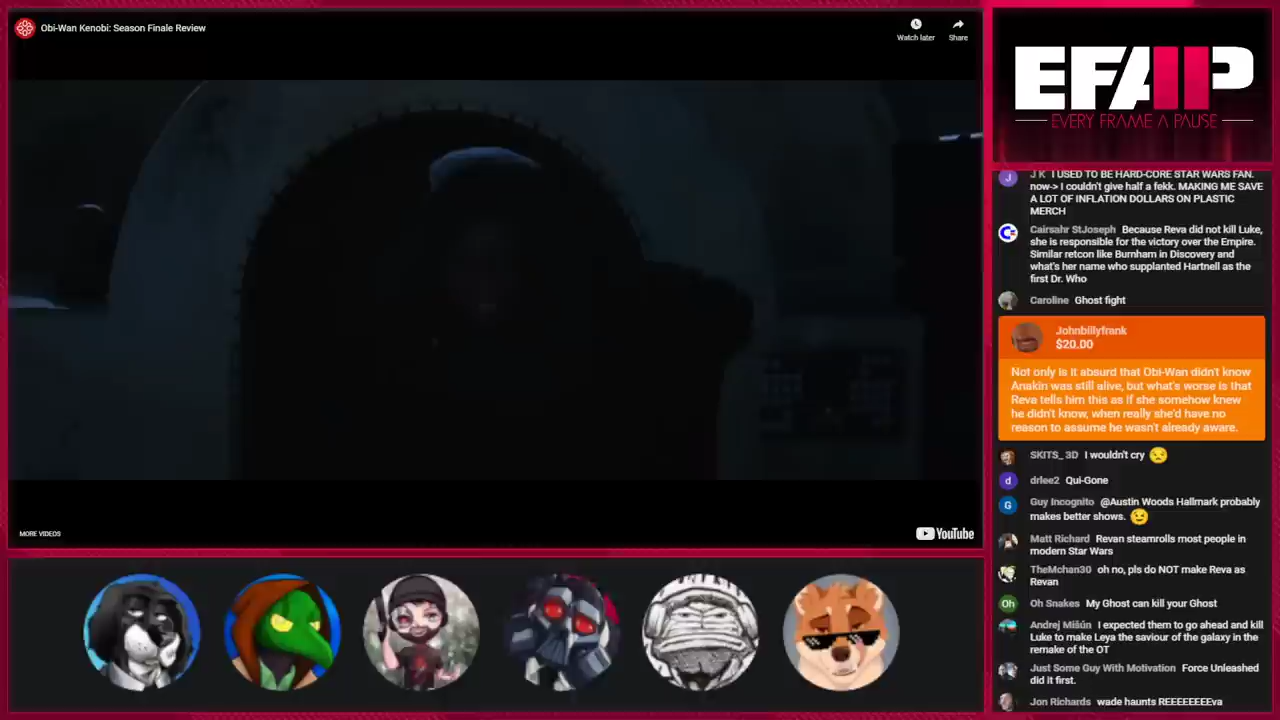 Obi-Wan Kenobi: Season Finale Review
Watch later
Share
MORE VIDEOS
YouTube
EFAP
EVERY FRAME A PAUSE
J K I USED TO BE HARD-CORE STAR WARS FAN.
now-> I couldn't give half a fekk. MAKING ME SAVE
A LOT OF INFLATION DOLLARS ON PLASTIC
MERCH
Cairsahr StJoseph Because Reva did not kill Luke,
she is responsible for the victory over the Empire.
Similar retcon like Burnham in Discovery and
what's her name who supplanted Hartnell as the
first Dr. Who
Caroline Ghost fight
Johnbillyfrank
$20.00
Not only is it absurd that Obi-Wan didn't know
Anakin was still alive, but what's worse is that
Reva tells him this as if she somehow knew
he didn't know, when really she'd have no
reason to assume he wasn't already aware.
SKITS_ 3D I wouldn't cry
d drlee2 Qui-Gone
G Guy Incognito @Austin Woods Hallmark probably
makes better shows.
Matt Richard Revan steamrolls most people in
modern Star Wars
TheMchan30 oh no, pls do NOT make Reva as
Revan
Oh Oh Snakes My Ghost can kill your Ghost
Andrej Mišún I expected them to go ahead and kill
Luke to make Leya the saviour of the galaxy in the
remake of the OT
Just Some Guy With Motivation Force Unleashed
did it first.
Jon Richards wade haunts REEEEEEEEva